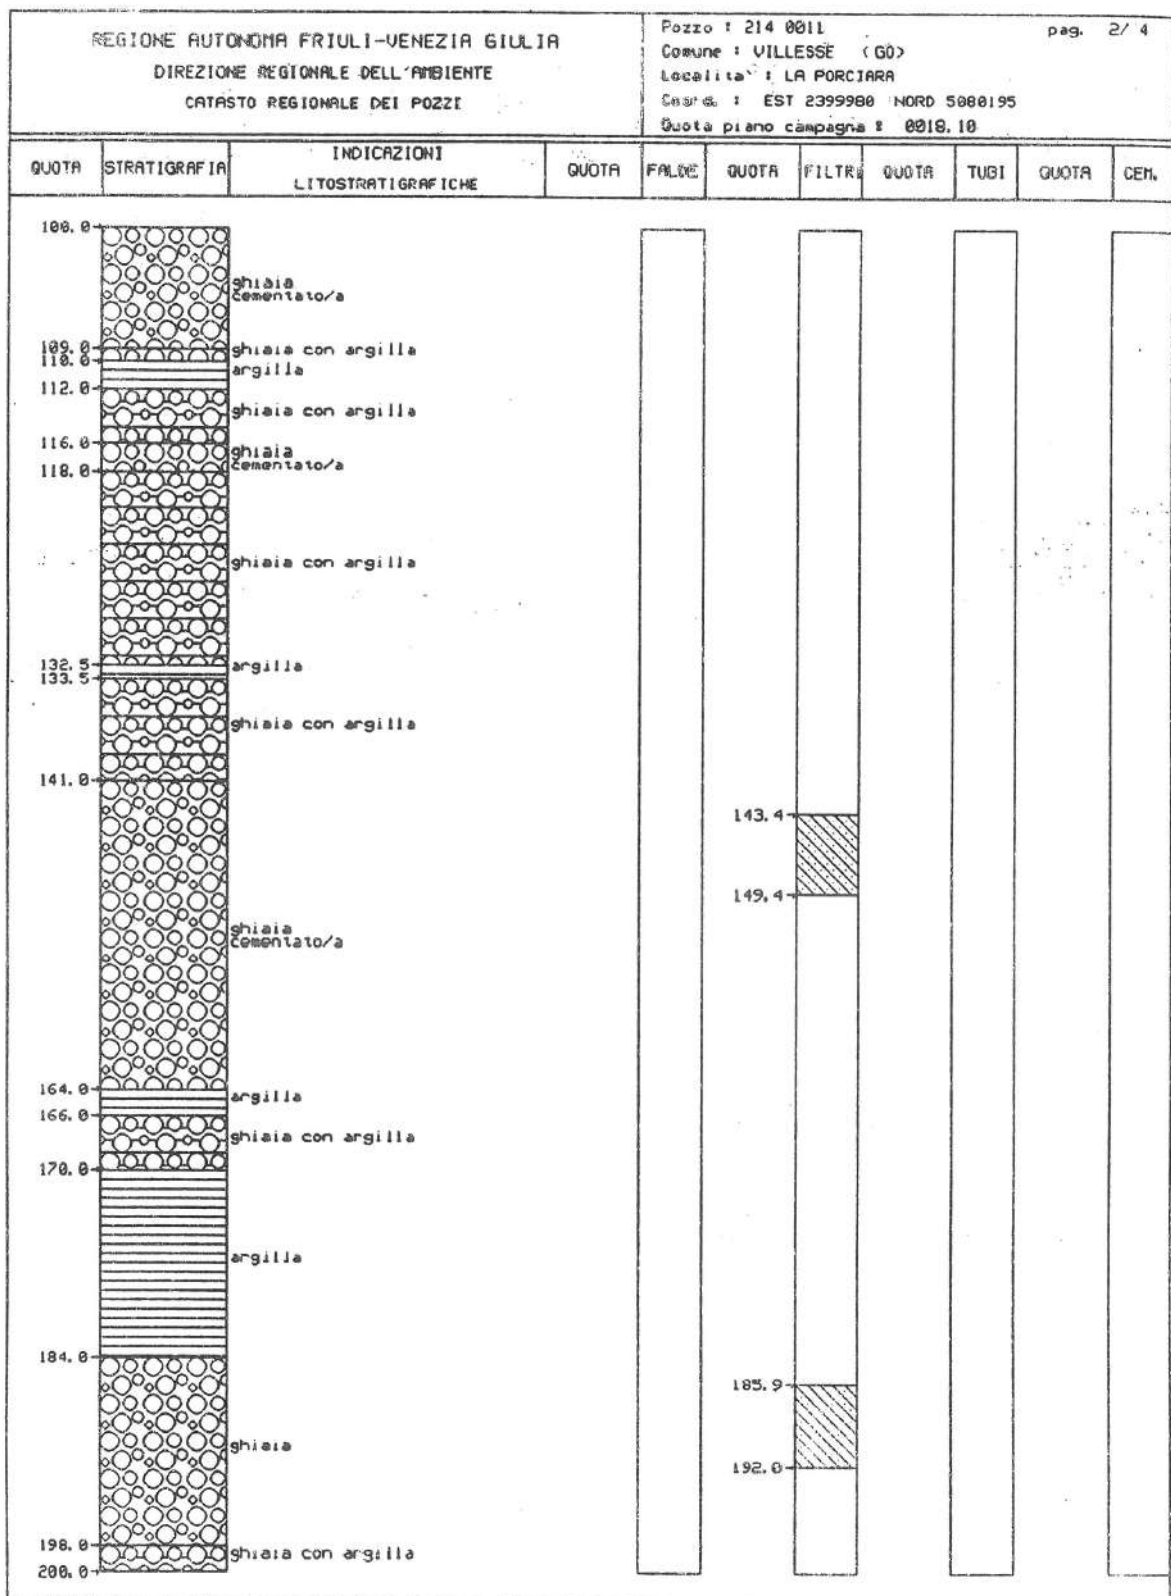 REGIONE AUTONOMA FRIULI-VENEZIA GIULIA
DIREZIONE REGIONALE DELL'AMBIENTE
CATASTO REGIONALE DEI POZZI
Pozzo : 214 0011 pag. 2/ 4
Comune : VILLESSE (GO)
Localita' : LA PORCIARA
Coord. : EST 2399980 NORD 5080195
Quota piano campagna : 0018.10
QUOTA STRATIGRAFIA INDICAZIONI LITOSTRATIGRAFICHE QUOTA FALDE QUOTA FILTRI QUOTA TUBI QUOTA CEM.
100.0
ghiaia
cementato/a
109.0 ghiaia con argilla
110.0 argilla
112.0
ghiaia con argilla
116.0 ghiaia
cementato/a
118.0
ghiaia con argilla
132.5 argilla
133.5
ghiaia con argilla
141.0
143.4
149.4
ghiaia
cementato/a
164.0 argilla
166.0
ghiaia con argilla
170.0
argilla
184.0
185.9
ghiaia
192.0
198.0 ghiaia con argilla
200.0